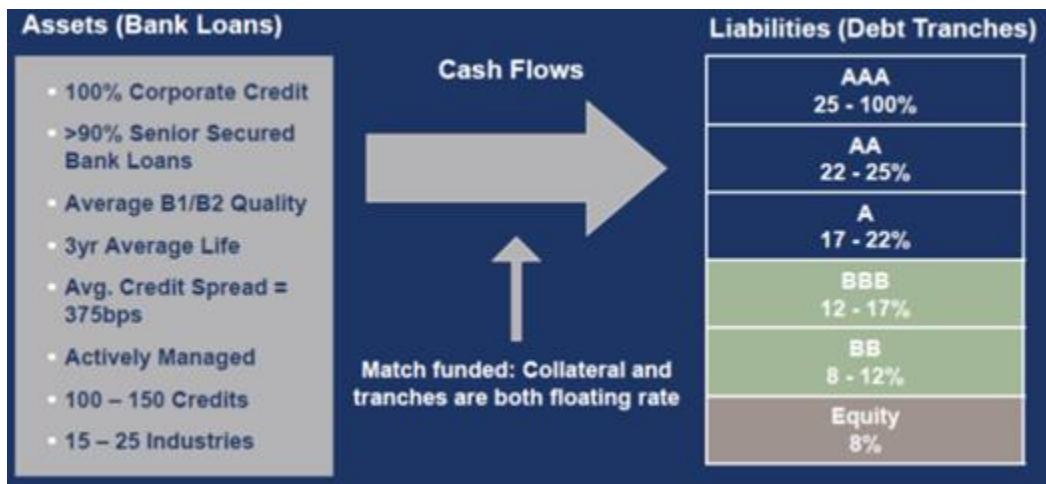 Assets (Bank Loans)
100% Corporate Credit
>90% Senior Secured
Bank Loans
Average B1/B2 Quality
3yr Average Life
Avg. Credit Spread =
375bps
Actively Managed
100 – 150 Credits
15 – 25 Industries
Cash Flows
Match funded: Collateral and
tranches are both floating rate
Liabilities (Debt Tranches)
AAA
25 - 100%
AA
22 - 25%
A
17 - 22%
BBB
12 - 17%
BB
8 - 12%
Equity
8%